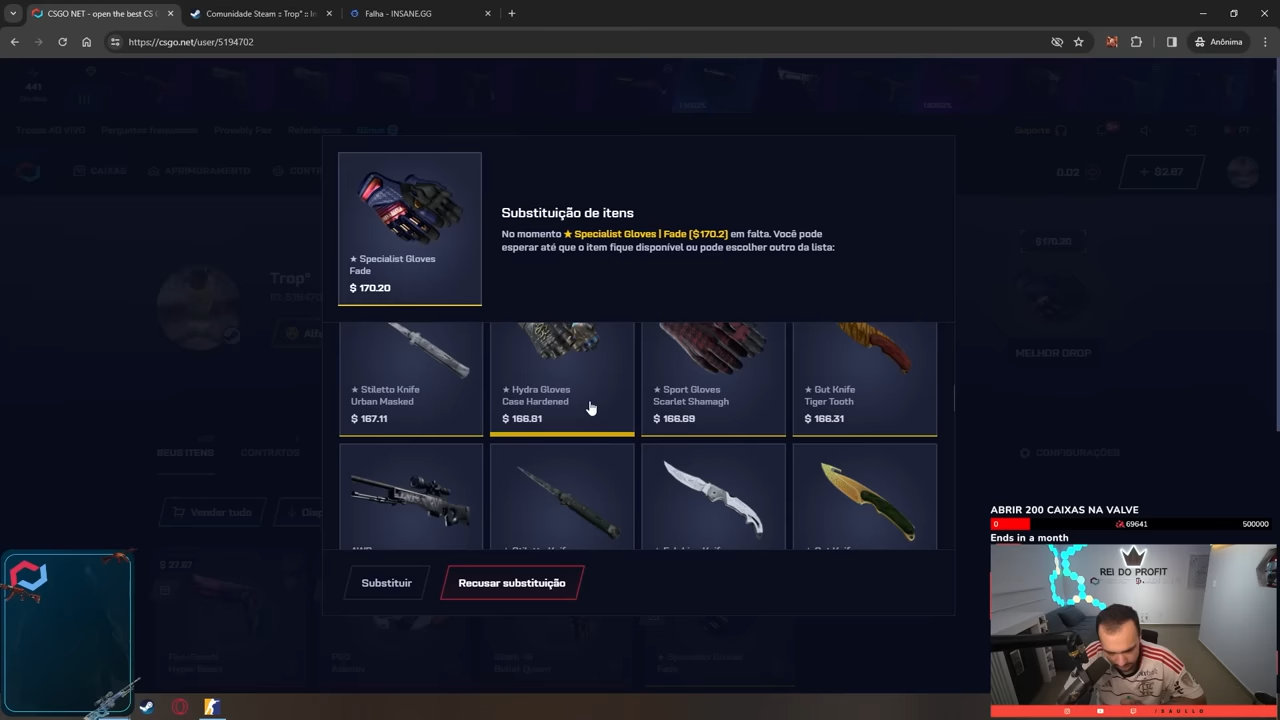 CSGO NET - open the best CS
Comunidade Steam :: Trop* :: In
Falha - INSANE.GG
https://csgo.net/user/5194702
Anônima
441
Trocas AO VIVO
Perguntas frequentes
Provably Fair
Referências
Bônus
Suporte
PT
CAIXAS
APRIMORAMENTO
0.02
+ $2.67
★ Specialist Gloves
Fade
$ 170.20
Substituição de itens
No momento ★ Specialist Gloves | Fade ($170.2) em falta. Você pode
esperar até que o item fique disponível ou pode escolher outro da lista:
Trop*
$170.20
MELHOR DROP
★ Stiletto Knife
Urban Masked
$ 167.11
★ Hydra Gloves
Case Hardened
$ 166.81
★ Sport Gloves
Scarlet Shamagh
$ 166.69
★ Gut Knife
Tiger Tooth
$ 166.31
SEUS ITENS
CONTRATOS
CONFIGURAÇÕES
Vender tudo
Substituir
Recusar substituição
ABRIR 200 CAIXAS NA VALVE
0
69641
500000
Ends in a month
REI DO PROFIT